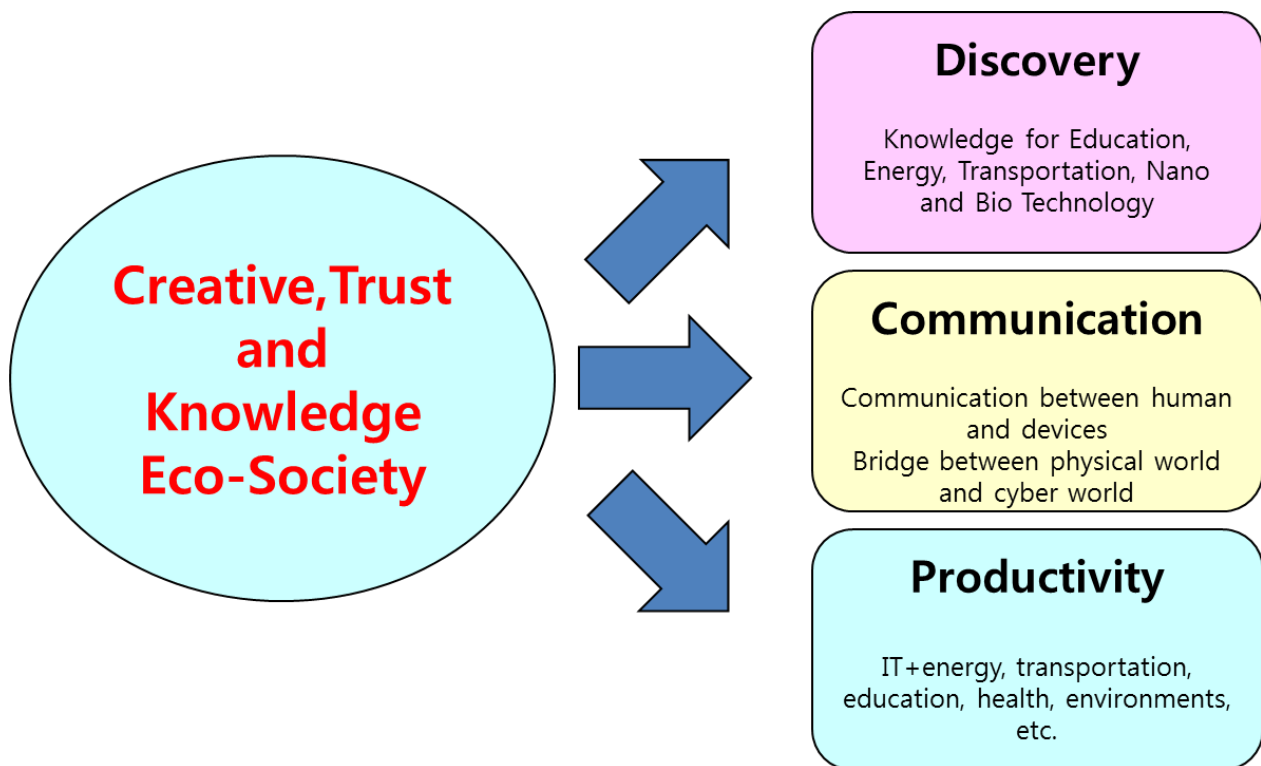 Creative,Trust
and
Knowledge
Eco-Society
Discovery
Knowledge for Education,
Energy, Transportation, Nano
and Bio Technology
Communication
Communication between human
and devices
Bridge between physical world
and cyber world
Productivity
IT+energy, transportation,
education, health, environments,
etc.